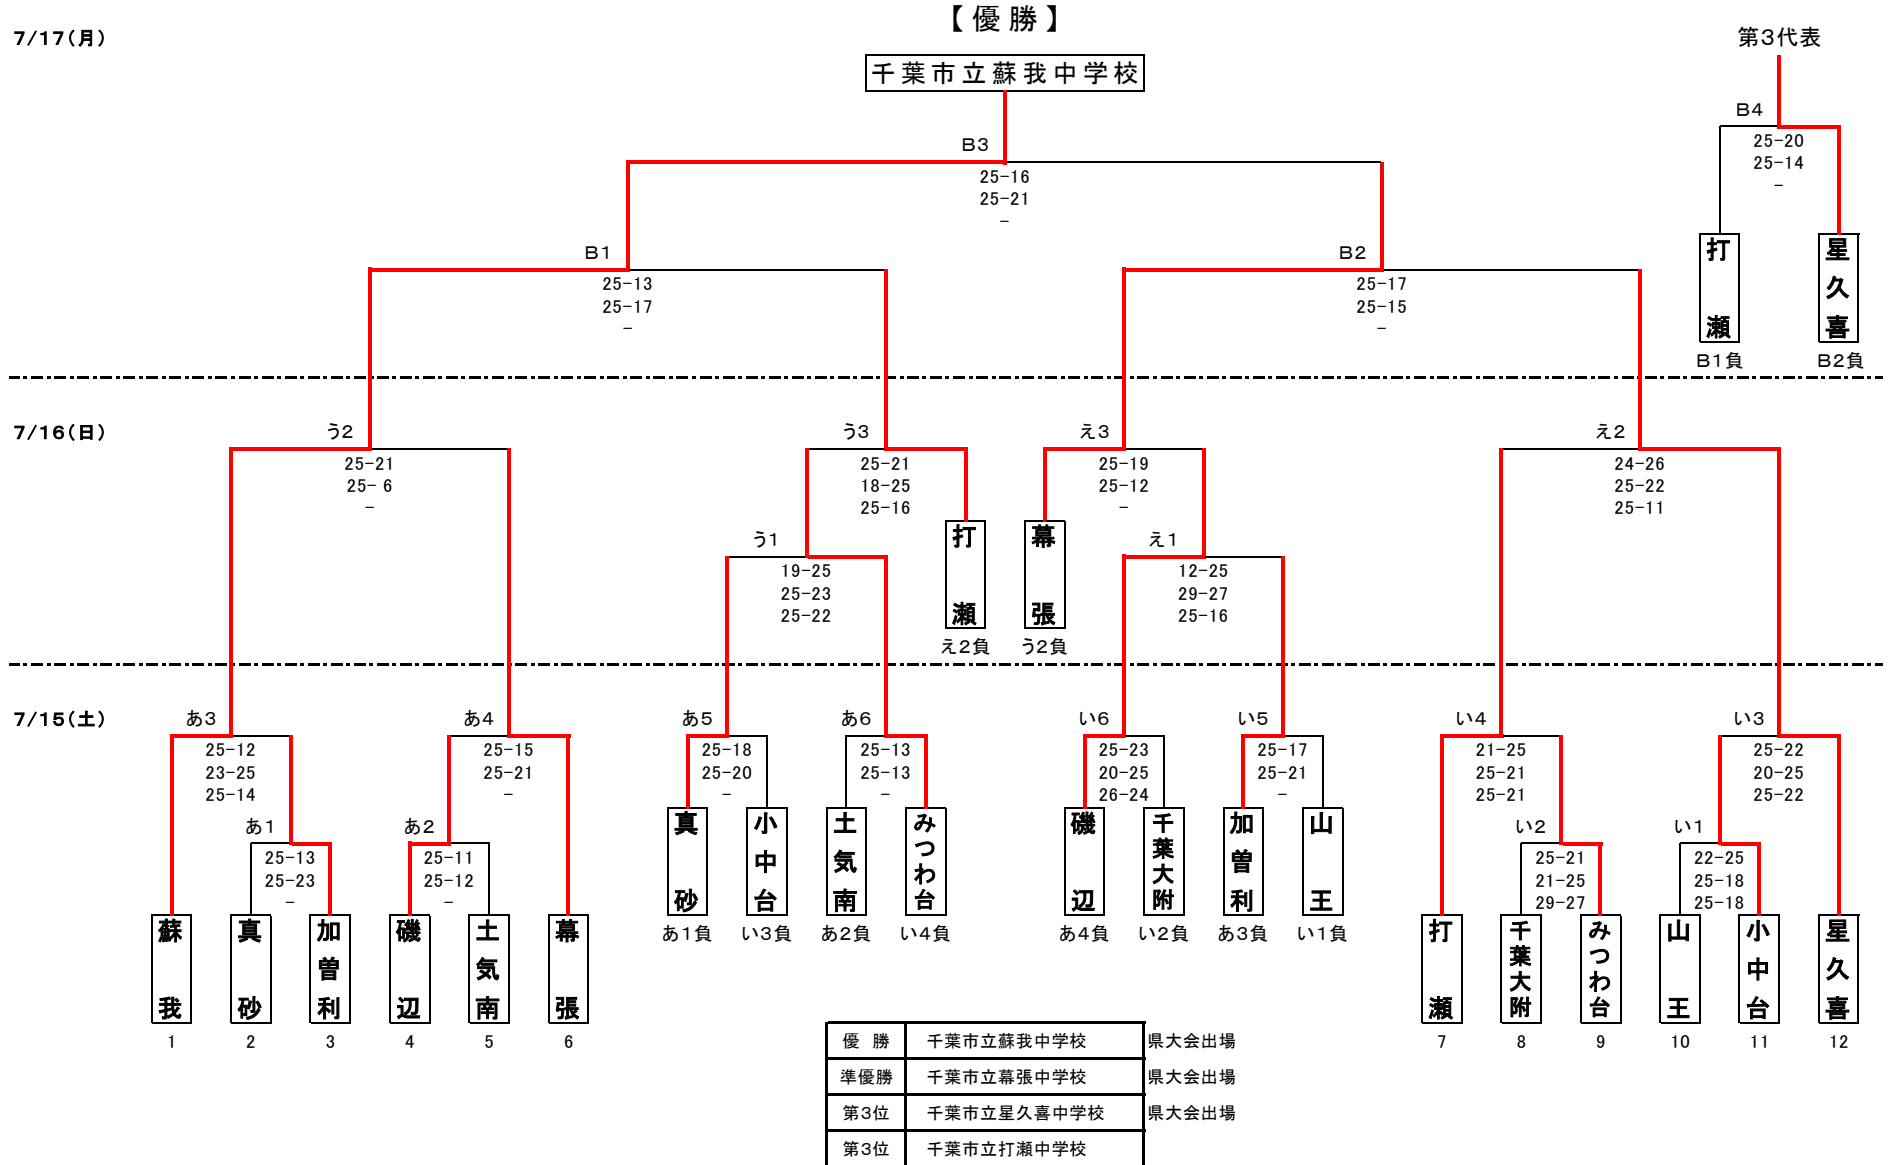 【優勝】
7/17(月)
第3代表
千葉市立蘇我中学校
B4
B3
25-20
25-14
-
25-16
25-21
-
打瀬
星久喜
B1
B2
25-13
25-17
-
25-17
25-15
-
B1負
B2負
7/16(日)
う2
う3
え3
え2
25-21
25- 6
-
25-21
18-25
25-16
25-19
25-12
-
24-26
25-22
25-11
打瀬
幕張
う1
え1
19-25
25-23
25-22
12-25
29-27
25-16
え2負
う2負
7/15(土)
あ3
あ4
あ5
あ6
い6
い5
い4
い3
25-12
23-25
25-14
25-15
25-21
-
25-18
25-20
-
25-13
25-13
-
25-23
20-25
26-24
25-17
25-21
-
21-25
25-21
25-21
25-22
20-25
25-22
真砂
小中台
土気南
みつわ台
磯辺
千葉大附
加曽利
山王
あ1負
い3負
あ2負
い4負
あ4負
い2負
あ3負
い1負
あ1
あ2
い2
い1
25-13
25-23
-
25-11
25-12
-
25-21
21-25
29-27
22-25
25-18
25-18
蘇我
真砂
加曽利
磯辺
土気南
幕張
打瀬
千葉大附
みつわ台
山王
小中台
星久喜
1 2 3 4 5 6 7 8 9 10 11 12
優 勝 千葉市立蘇我中学校 県大会出場
準優勝 千葉市立幕張中学校 県大会出場
第3位 千葉市立星久喜中学校 県大会出場
第3位 千葉市立打瀬中学校